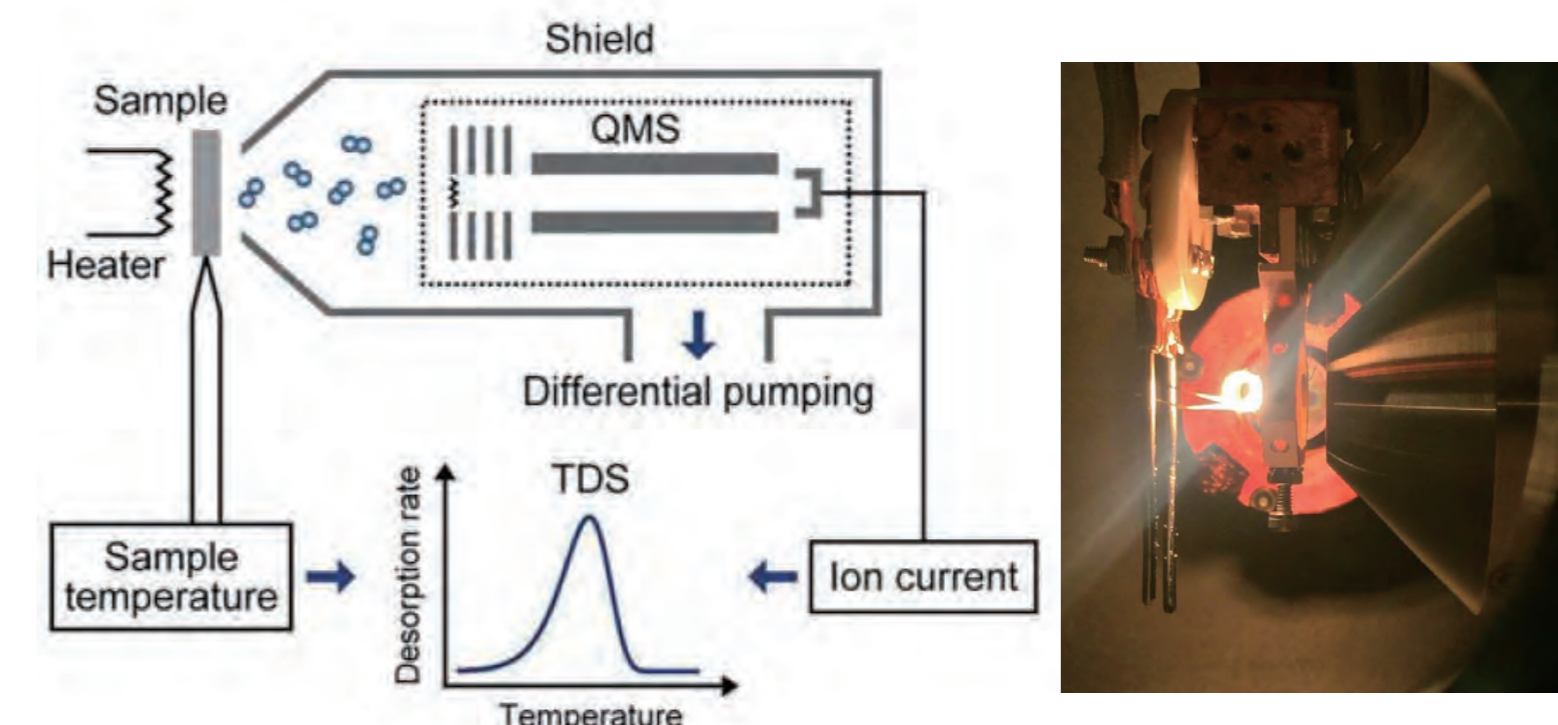 Shield
Sample
QMS
Heater
Differential pumping
TDS
Desorption rate
Sample
temperature
Ion current
Temperature